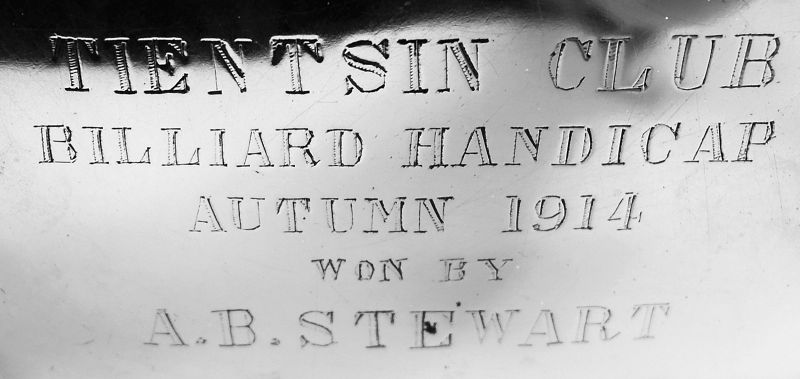 TIENTSIN CLUB
BILLIARD HANDICAP
AUTUMN 1914
WON BY
A.B.STEWART